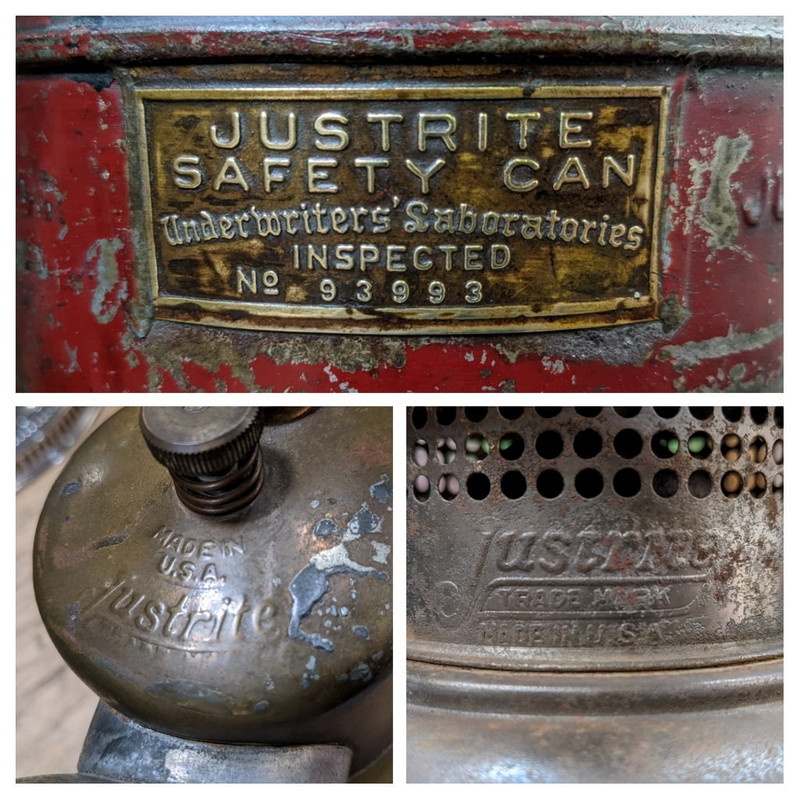 JUSTRITE
SAFETY CAN
Underwriters' Laboratories
INSPECTED
No 93993
MADE IN
U.S.A.
Justrite
Justrite
TRADE MARK
MADE IN U.S.A.